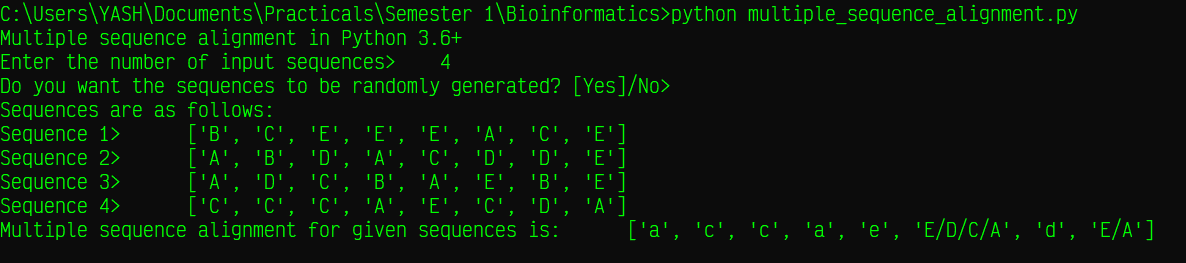 C:\Users\YASH\Documents\Practicals\Semester 1\Bioinformatics>python multiple_sequence_alignment.py
Multiple sequence alignment in Python 3.6+
Enter the number of input sequences>    4
Do you want the sequences to be randomly generated? [Yes]/No>
Sequences are as follows:
Sequence 1>      ['B', 'C', 'E', 'E', 'E', 'A', 'C', 'E']
Sequence 2>      ['A', 'B', 'D', 'A', 'C', 'D', 'D', 'E']
Sequence 3>      ['A', 'D', 'C', 'B', 'A', 'E', 'B', 'E']
Sequence 4>      ['C', 'C', 'C', 'A', 'E', 'C', 'D', 'A']
Multiple sequence alignment for given sequences is:      ['a', 'c', 'c', 'a', 'e', 'E/D/C/A', 'd', 'E/A']